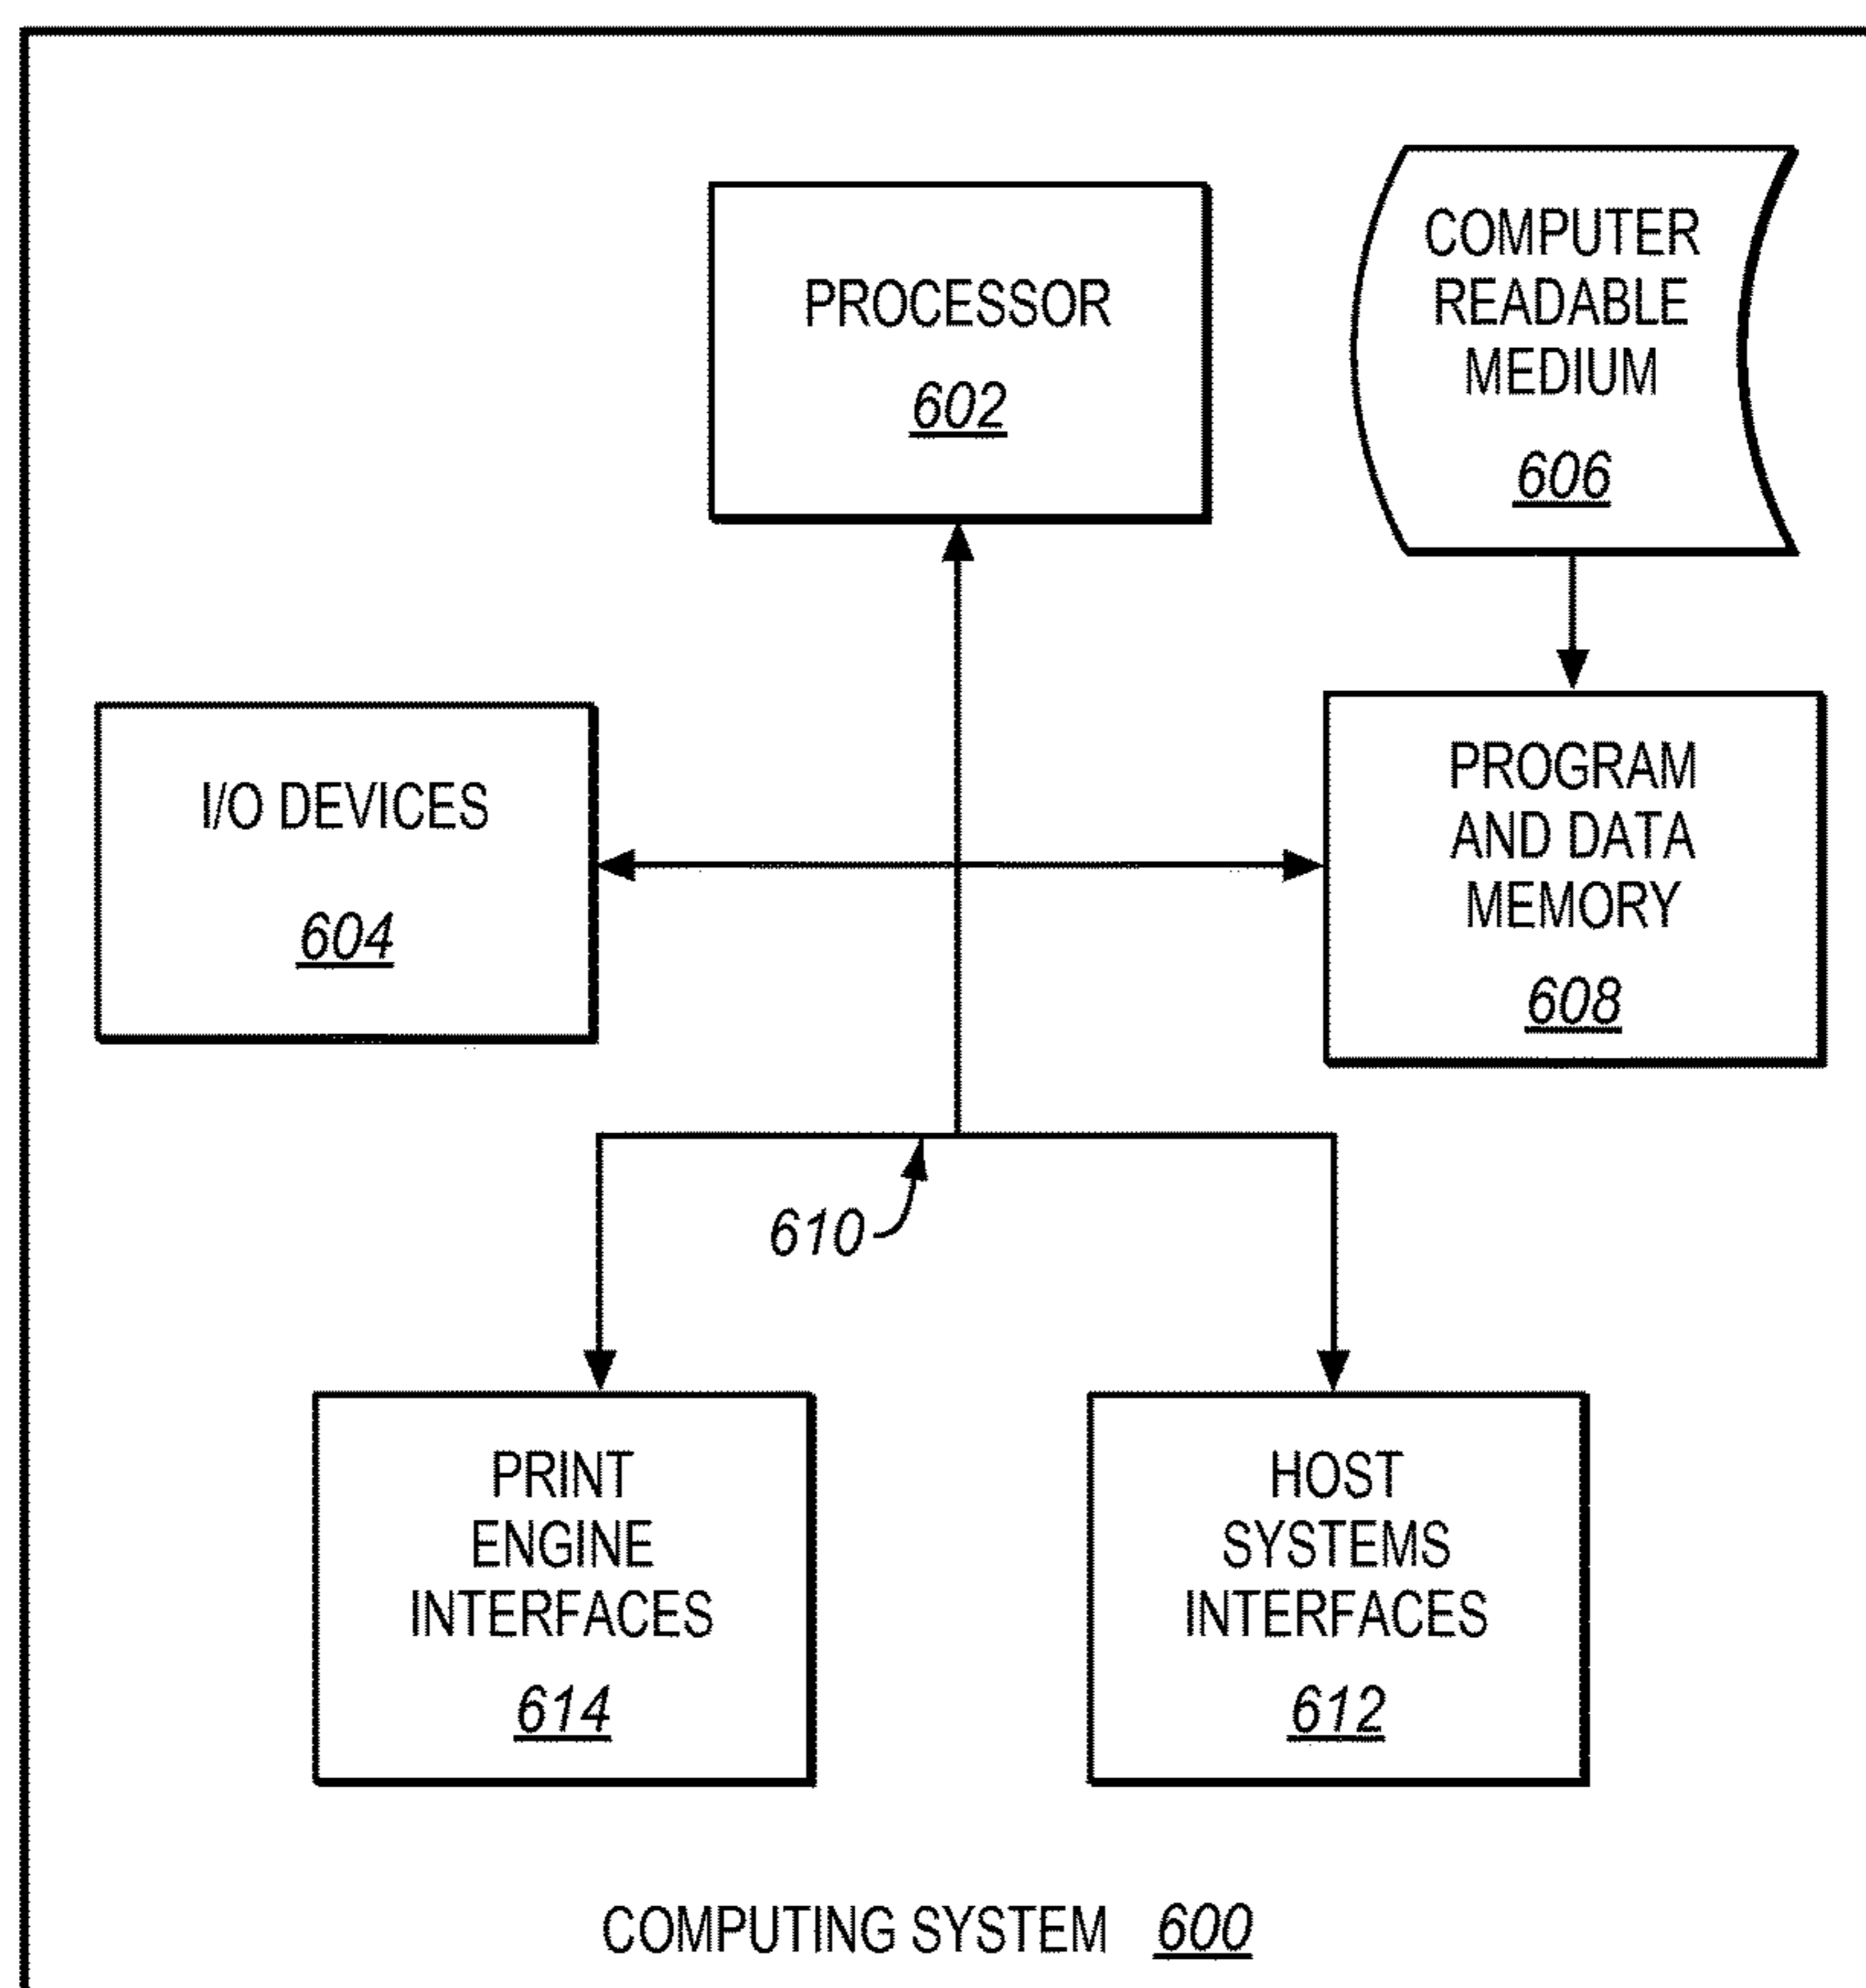 PROCESSOR
602
COMPUTER
READABLE
MEDIUM
606
I/O DEVICES
604
PROGRAM
AND DATA
MEMORY
608
610
PRINT
ENGINE
INTERFACES
614
HOST
SYSTEMS
INTERFACES
612
COMPUTING SYSTEM 600